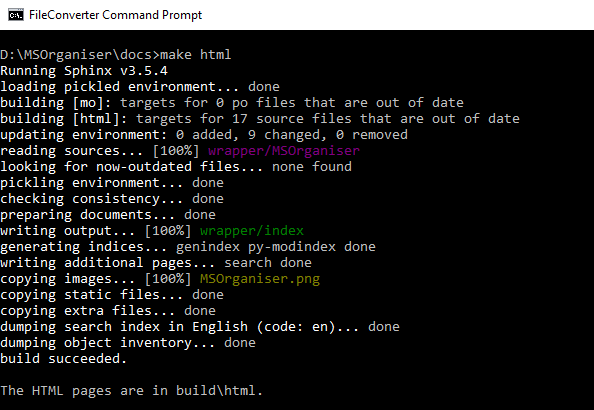 FileConverter Command Prompt
D:\MSOrganiser\docs>make html
Running Sphinx v3.5.4
loading pickled environment... done
building [mo]: targets for 0 po files that are out of date
building [html]: targets for 17 source files that are out of date
updating environment: 0 added, 9 changed, 0 removed
reading sources... [100%] wrapper/MSOrganiser
looking for now-outdated files... none found
pickling environment... done
checking consistency... done
preparing documents... done
writing output... [100%] wrapper/index
generating indices... genindex py-modindex done
writing additional pages... search done
copying images... [100%] MSOrganiser.png
copying static files... done
copying extra files... done
dumping search index in English (code: en)... done
dumping object inventory... done
build succeeded.
The HTML pages are in build\html.